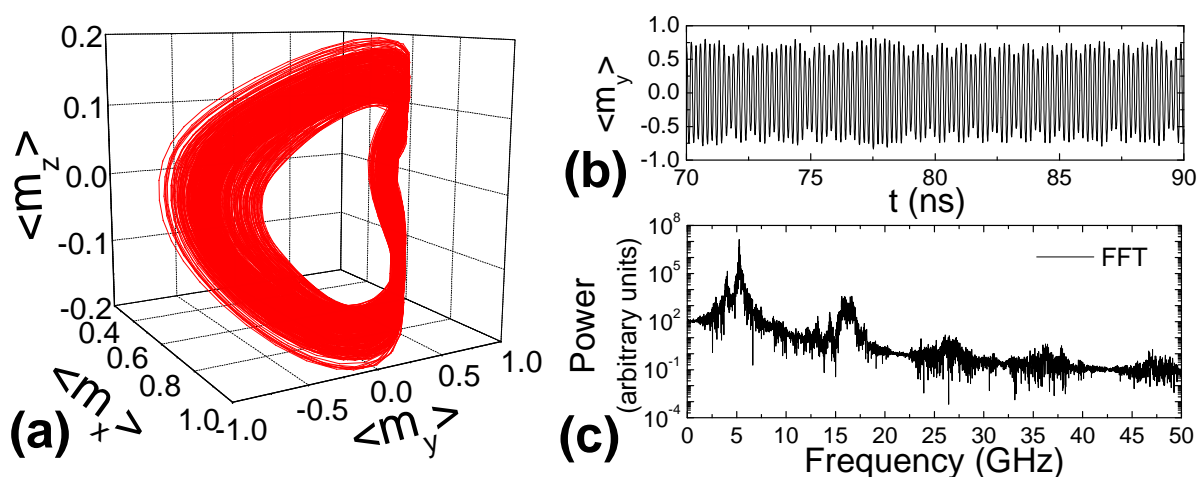 0.2
0.1
0.0
-0.1
-0.2
<m_z>
0.4
0.6
0.8
1.0
<m_x>
-1.0
-0.5
0.0
0.5
1.0
<m_y>
(a)
1.0
0.5
0.0
-0.5
-1.0
<m_y>
70 75 80 85 90
t (ns)
(b)
10^8
10^5
10^2
10^-1
10^-4
Power
(arbitrary units)
FFT
0 5 10 15 20 25 30 35 40 45 50
Frequency (GHz)
(c)